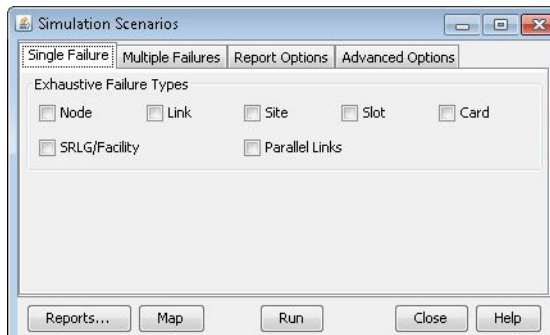 Simulation Scenarios
Single Failure Multiple Failures Report Options Advanced Options
Exhaustive Failure Types
Node Link Site Slot Card
SRLG/Facility Parallel Links
Reports... Map Run Close Help